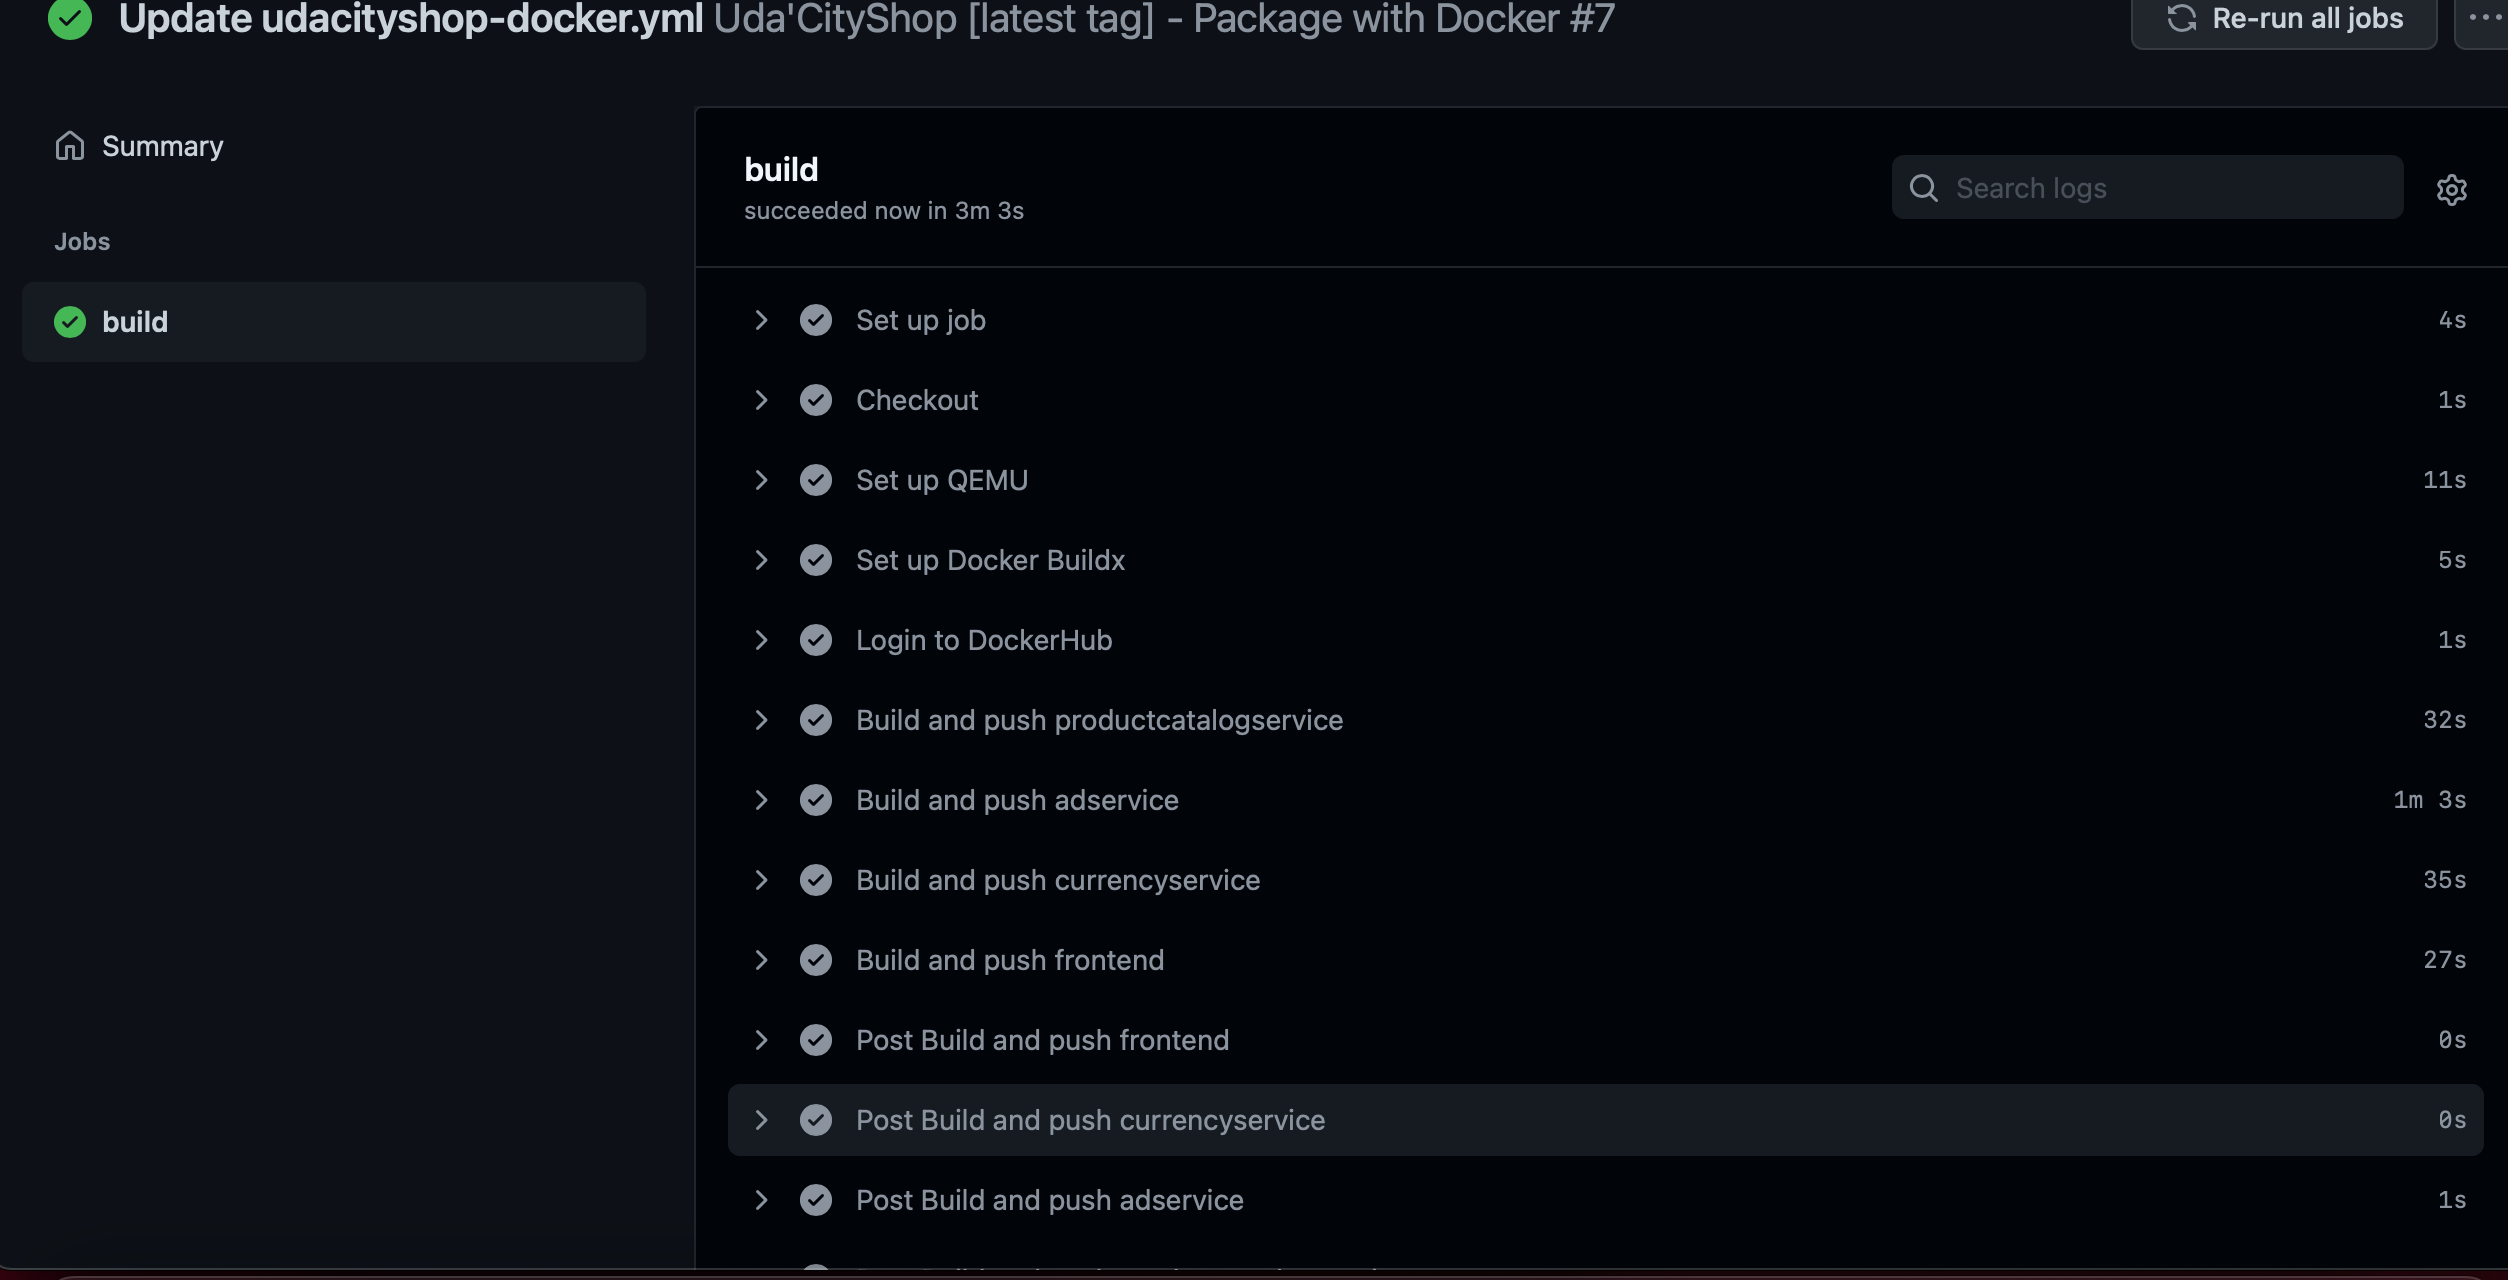 Update udacityshop-docker.yml Uda'CityShop [latest tag] - Package with Docker #7
Re-run all jobs
Summary
Jobs
build
build
succeeded now in 3m 3s
Search logs
Set up job 4s
Checkout 1s
Set up QEMU 11s
Set up Docker Buildx 5s
Login to DockerHub 1s
Build and push productcatalogservice 32s
Build and push adservice 1m 3s
Build and push currencyservice 35s
Build and push frontend 27s
Post Build and push frontend 0s
Post Build and push currencyservice 0s
Post Build and push adservice 1s